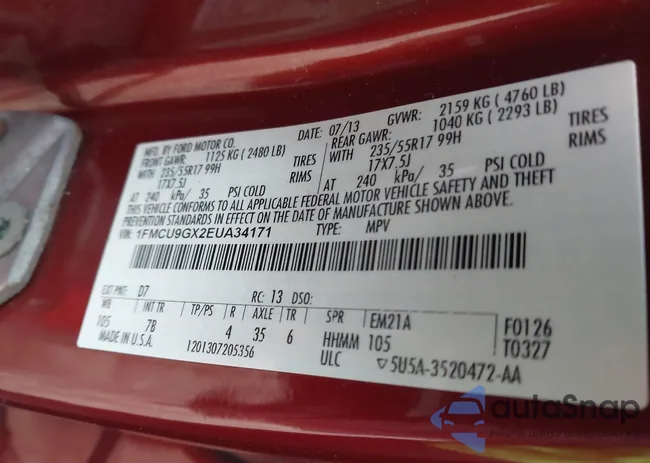 MFD. BY FORD MOTOR CO.
DATE: 07/13 GVWR: 2159 KG ( 4760 LB)
FRONT GAWR: 1125 KG ( 2480 LB) REAR GAWR: 1040 KG ( 2293 LB)
WITH 235/55R17 99H TIRES WITH 235/55R17 99H TIRES
17X7.5J RIMS 17X7.5J RIMS
AT 240 kPa/ 35 PSI COLD AT 240 kPa/ 35 PSI COLD
THIS VEHICLE CONFORMS TO ALL APPLICABLE FEDERAL MOTOR VEHICLE SAFETY AND THEFT
PREVENTION STANDARDS IN EFFECT ON THE DATE OF MANUFACTURE SHOWN ABOVE.
VIN: 1FMCU9GX2EUA34171 TYPE: MPV
EXT PNT: D7 RC: 13 DSO:
WB INT TR TP/PS R AXLE TR SPR EM21A F0126
105 7B 4 35 6 HHMM 105 T0327
MADE IN U.S.A. 1201307205356 ULC 5U5A-3520472-AA
autoSnap